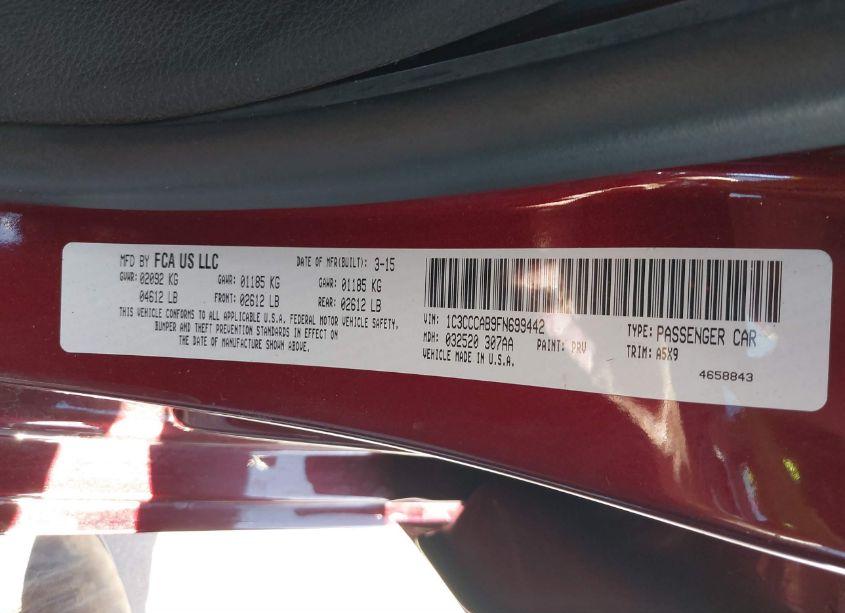 MFD BY FCA US LLC DATE OF MFR(BUILT): 3-15
GVWR: 02092 KG GAWR: 01185 KG GAWR: 01185 KG
04612 LB FRONT: 02612 LB REAR: 02612 LB
THIS VEHICLE CONFORMS TO ALL APPLICABLE U.S.A. FEDERAL MOTOR VEHICLE SAFETY,
BUMPER AND THEFT PREVENTION STANDARDS IN EFFECT ON
THE DATE OF MANUFACTURE SHOWN ABOVE.
VIN: 1C3CCCAB9FN699442 TYPE: PASSENGER CAR
MDH: 032520 307AA PAINT: PRV TRIM: A5X9
VEHICLE MADE IN U.S.A.
4658843